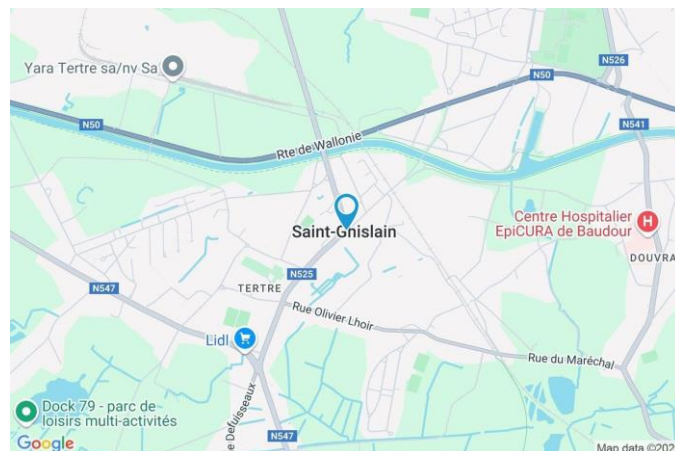 N526
Yara Tertre sa/nv Sa
N50
N50
N541
Rte de Wallonie
Saint-Ghislain
Centre Hospitalier
EpiCURA de Baudour
H
DOUVRA
N525
N547
TERTRE
Rue Olivier Lhoir
Lidl
Rue du Maréchal
Defuisseaux
Dock 79 - parc de
loisirs multi-activités
N547
Google
Map data ©202